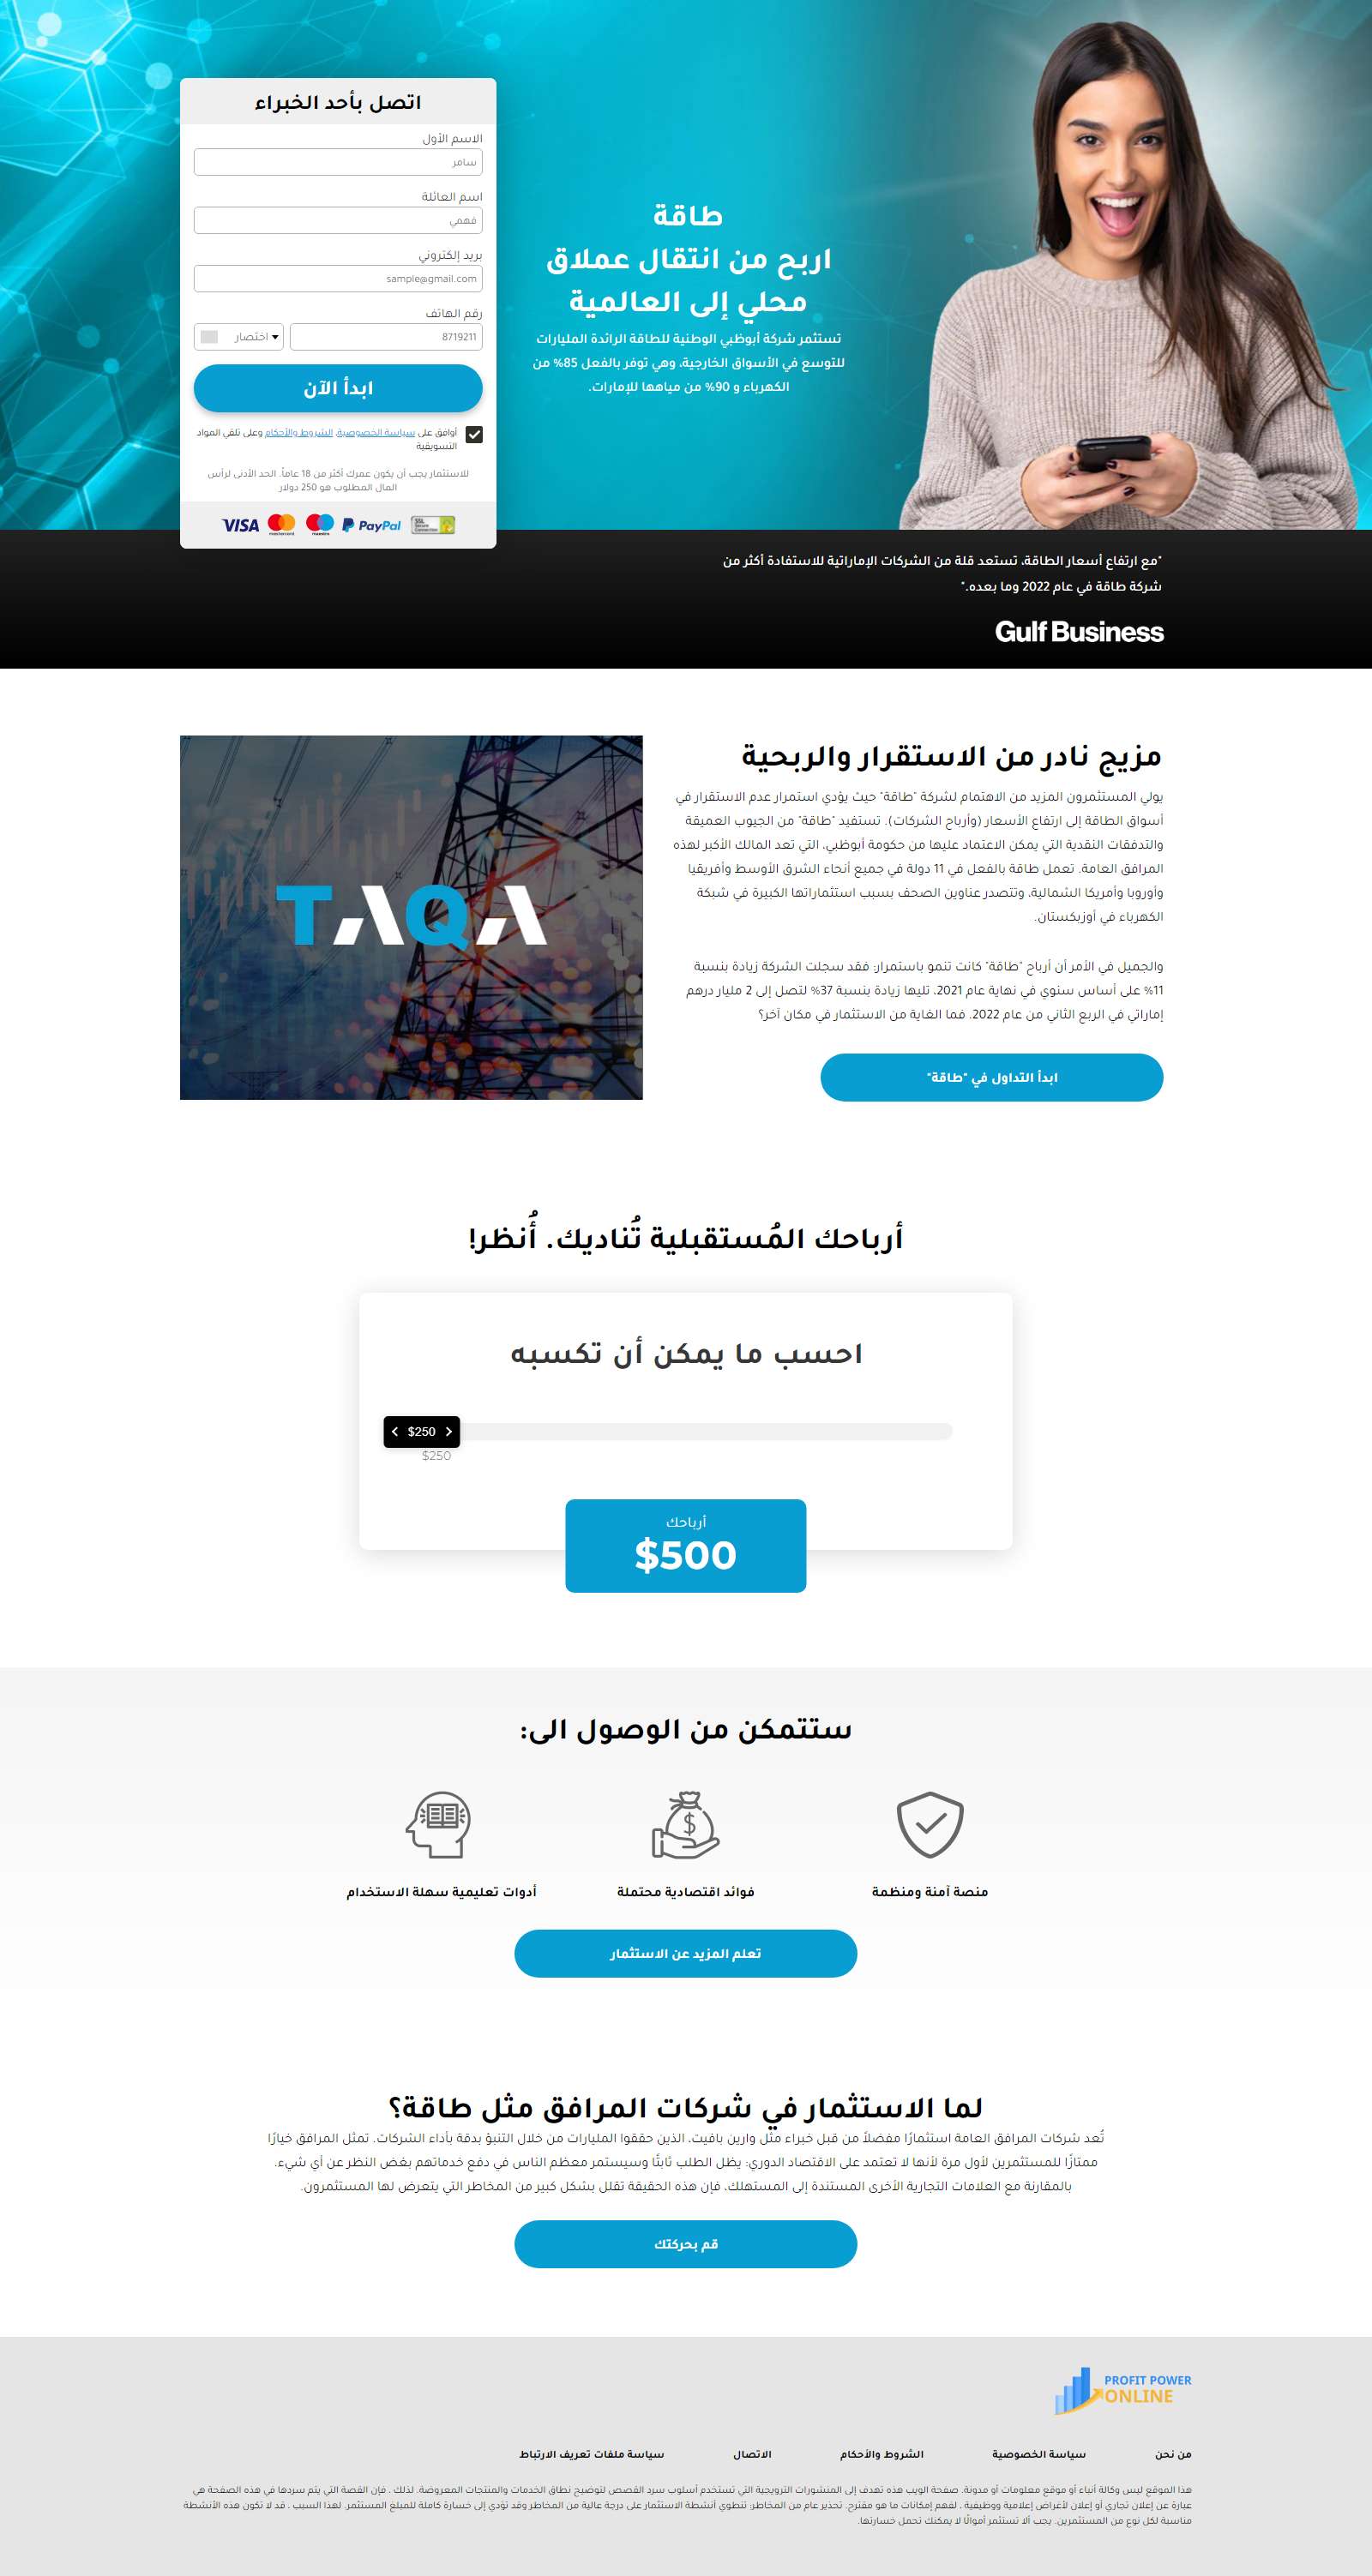 طاقة
اربح من انتقال عملاق
محلي إلى العالمية
تستثمر شركة أبوظبي الوطنية للطاقة الرائدة المليارات
للتوسع في الأسواق الخارجية، وهي توفر بالفعل 85% من
الكهرباء و 90% من مياهها للإمارات.
اتصل بأحد الخبراء
الاسم الأول
سامر
اسم العائلة
فهمي
بريد إلكتروني
sample@gmail.com
رقم الهاتف
8719211
اختصار
ابدأ الآن
أوافق على سياسة الخصوصية، الشروط والأحكام وعلى تلقي المواد
التسويقية
للاستثمار يجب أن يكون عمرك أكثر من 18 عاماً. الحد الأدنى لرأس
المال المطلوب هو 250 دولار
VISA mastercard maestro PayPal SSL Secure Connection
"مع ارتفاع أسعار الطاقة، تستعد قلة من الشركات الإماراتية للاستفادة أكثر من
شركة طاقة في عام 2022 وما بعده."
Gulf Business
مزيج نادر من الاستقرار والربحية
يولي المستثمرون المزيد من الاهتمام لشركة "طاقة" حيث يؤدي استمرار عدم الاستقرار في
أسواق الطاقة إلى ارتفاع الأسعار (وأرباح الشركات). تستفيد "طاقة" من الجيوب العميقة
والتدفقات النقدية التي يمكن الاعتماد عليها من حكومة أبوظبي، التي تعد المالك الأكبر لهذه
المرافق العامة. تعمل طاقة بالفعل في 11 دولة في جميع أنحاء الشرق الأوسط وأفريقيا
وأوروبا وأمريكا الشمالية، وتتصدر عناوين الصحف بسبب استثماراتها الكبيرة في شبكة
الكهرباء في أوزبكستان.
والجميل في الأمر أن أرباح "طاقة" كانت تنمو باستمرار: فقد سجلت الشركة زيادة بنسبة
11% على أساس سنوي في نهاية عام 2021، تليها زيادة بنسبة 37% لتصل إلى 2 مليار درهم
إماراتي في الربع الثاني من عام 2022. فما الغاية من الاستثمار في مكان آخر؟
ابدأ التداول في "طاقة"
TAQA
أرباحك المُستقبلية تُناديك. أُنظر!
احسب ما يمكن أن تكسبه
$250
$250
أرباحك
$500
ستتمكن من الوصول الى:
منصة آمنة ومنظمة
فوائد اقتصادية محتملة
أدوات تعليمية سهلة الاستخدام
تعلم المزيد عن الاستثمار
لما الاستثمار في شركات المرافق مثل طاقة؟
تُعد شركات المرافق العامة استثمارًا مفضلاً من قبل خبراء مثل وارين بافيت، الذين حققوا المليارات من خلال التنبؤ بدقة بأداء الشركات. تمثل المرافق خيارًا
ممتازًا للمستثمرين لأول مرة لأنها لا تعتمد على الاقتصاد الدوري: يظل الطلب ثابتًا وسيستمر معظم الناس في دفع خدماتهم بغض النظر عن أي شيء.
بالمقارنة مع العلامات التجارية الأخرى المستندة إلى المستهلك، فإن هذه الحقيقة تقلل بشكل كبير من المخاطر التي يتعرض لها المستثمرون.
قم بحركتك
PROFIT POWER
ONLINE
من نحن
سياسة الخصوصية
الشروط والأحكام
الاتصال
سياسة ملفات تعريف الارتباط
هذا الموقع ليس وكالة أنباء أو موقع معلومات أو مدونة. صفحة الويب هذه تهدف إلى المنشورات الترويجية التي تستخدم أسلوب سرد القصص لتوضيح نطاق الخدمات والمنتجات المعروضة. لذلك ، فإن القصة التي يتم سردها في هذه الصفحة هي
عبارة عن إعلان تجاري أو إعلان لأغراض إعلامية ووظيفية ، لفهم إمكانات ما هو مقترح. تحذير عام من المخاطر: تنطوي أنشطة الاستثمار على درجة عالية من المخاطر وقد تؤدي إلى خسارة كاملة للمبلغ المستثمر. لهذا السبب ، قد لا تكون هذه الأنشطة
مناسبة لكل نوع من المستثمرين. يجب ألا تستثمر أموالًا لا يمكنك تحمل خسارتها.